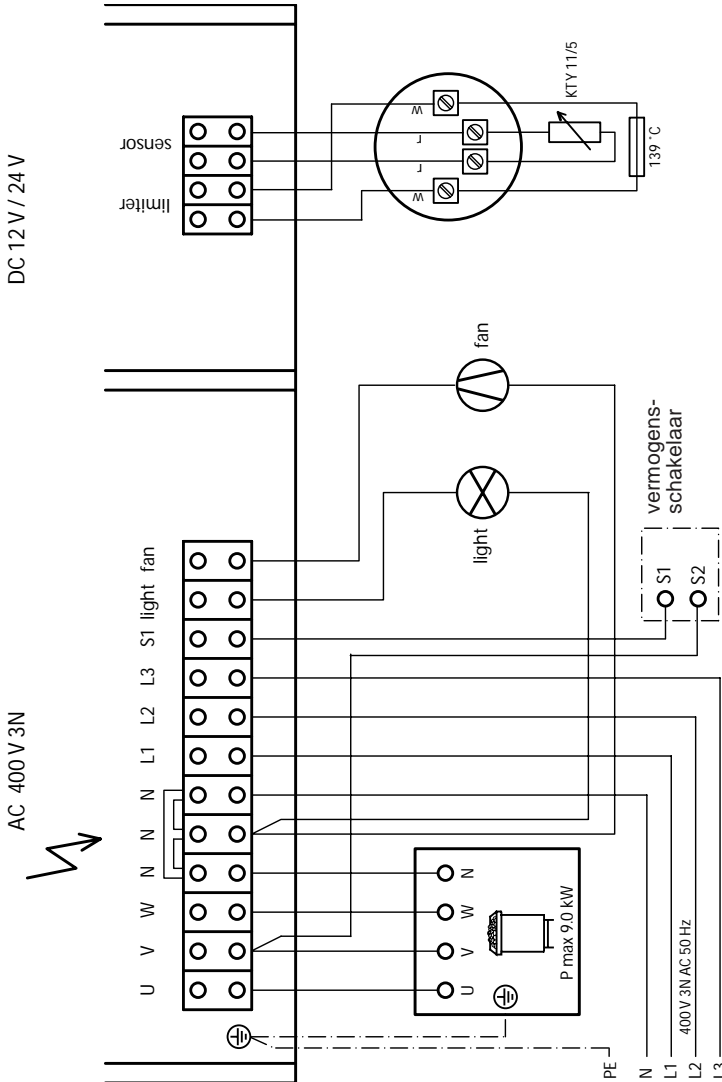 DC 12 V / 24 V
sensor
limiter
W
r
r
W
KTY 11/5
139 °C
AC 400 V 3N
fan
light
S1
L3
L2
L1
N
N
N
W
V
U
fan
light
vermogens-
schakelaar
S1
S2
N
W
V
U
P max 9.0 kW
PE
N
L1
400 V 3N AC 50 Hz
L2
L3